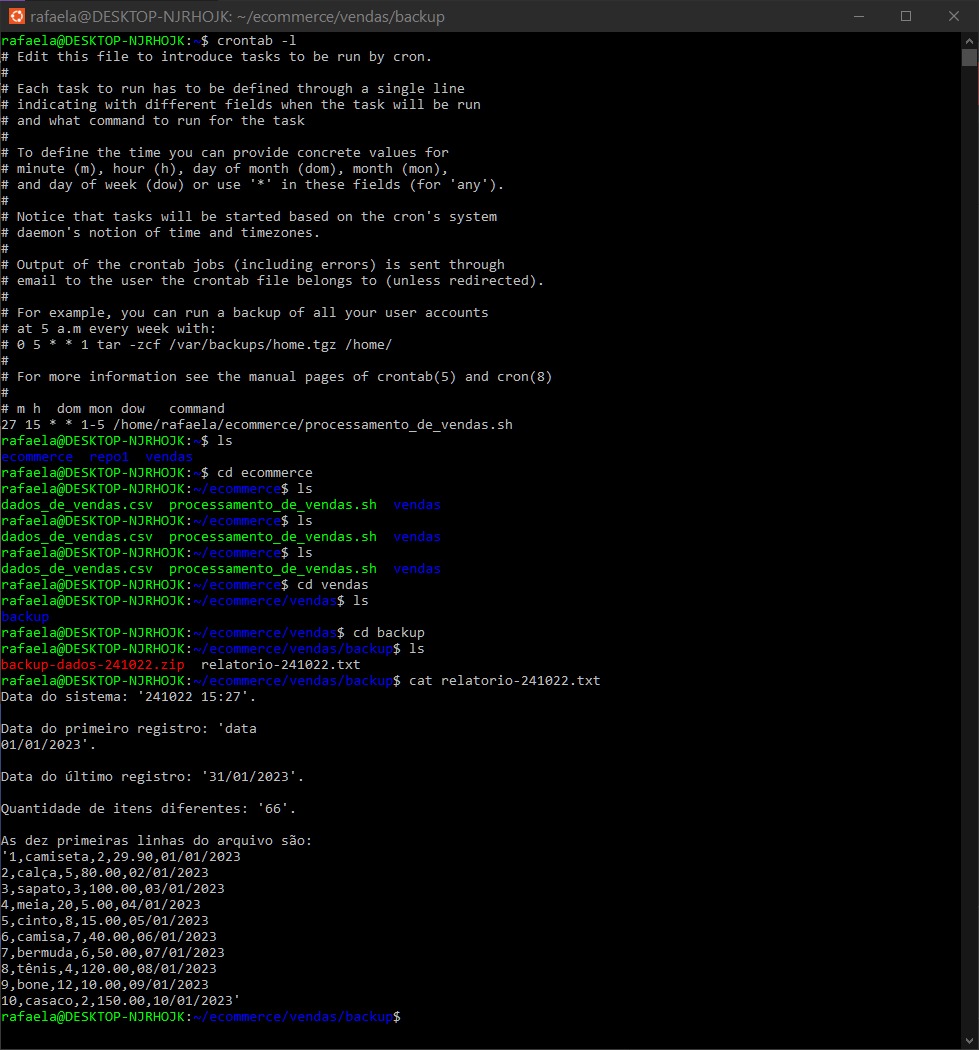 rafaela@DESKTOP-NJRHOJK: ~/ecommerce/vendas/backup
rafaela@DESKTOP-NJRHOJK:~$ crontab -l
# Edit this file to introduce tasks to be run by cron.
#
# Each task to run has to be defined through a single line
# indicating with different fields when the task will be run
# and what command to run for the task
#
# To define the time you can provide concrete values for
# minute (m), hour (h), day of month (dom), month (mon),
# and day of week (dow) or use '*' in these fields (for 'any').
#
# Notice that tasks will be started based on the cron's system
# daemon's notion of time and timezones.
#
# Output of the crontab jobs (including errors) is sent through
# email to the user the crontab file belongs to (unless redirected).
#
# For example, you can run a backup of all your user accounts
# at 5 a.m every week with:
# 0 5 * * 1 tar -zcf /var/backups/home.tgz /home/
#
# For more information see the manual pages of crontab(5) and cron(8)
#
# m h  dom mon dow   command
27 15 * * 1-5 /home/rafaela/ecommerce/processamento_de_vendas.sh
rafaela@DESKTOP-NJRHOJK:~$ ls
ecommerce  repo1  vendas
rafaela@DESKTOP-NJRHOJK:~$ cd ecommerce
rafaela@DESKTOP-NJRHOJK:~/ecommerce$ ls
dados_de_vendas.csv  processamento_de_vendas.sh  vendas
rafaela@DESKTOP-NJRHOJK:~/ecommerce$ ls
dados_de_vendas.csv  processamento_de_vendas.sh  vendas
rafaela@DESKTOP-NJRHOJK:~/ecommerce$ ls
dados_de_vendas.csv  processamento_de_vendas.sh  vendas
rafaela@DESKTOP-NJRHOJK:~/ecommerce$ cd vendas
rafaela@DESKTOP-NJRHOJK:~/ecommerce/vendas$ ls
backup
rafaela@DESKTOP-NJRHOJK:~/ecommerce/vendas$ cd backup
rafaela@DESKTOP-NJRHOJK:~/ecommerce/vendas/backup$ ls
backup-dados-241022.zip  relatorio-241022.txt
rafaela@DESKTOP-NJRHOJK:~/ecommerce/vendas/backup$ cat relatorio-241022.txt
Data do sistema: '241022 15:27'.

Data do primeiro registro: 'data
01/01/2023'.

Data do último registro: '31/01/2023'.

Quantidade de itens diferentes: '66'.

As dez primeiras linhas do arquivo são:
'1,camiseta,2,29.90,01/01/2023
2,calça,5,80.00,02/01/2023
3,sapato,3,100.00,03/01/2023
4,meia,20,5.00,04/01/2023
5,cinto,8,15.00,05/01/2023
6,camisa,7,40.00,06/01/2023
7,bermuda,6,50.00,07/01/2023
8,tênis,4,120.00,08/01/2023
9,bone,12,10.00,09/01/2023
10,casaco,2,150.00,10/01/2023'
rafaela@DESKTOP-NJRHOJK:~/ecommerce/vendas/backup$